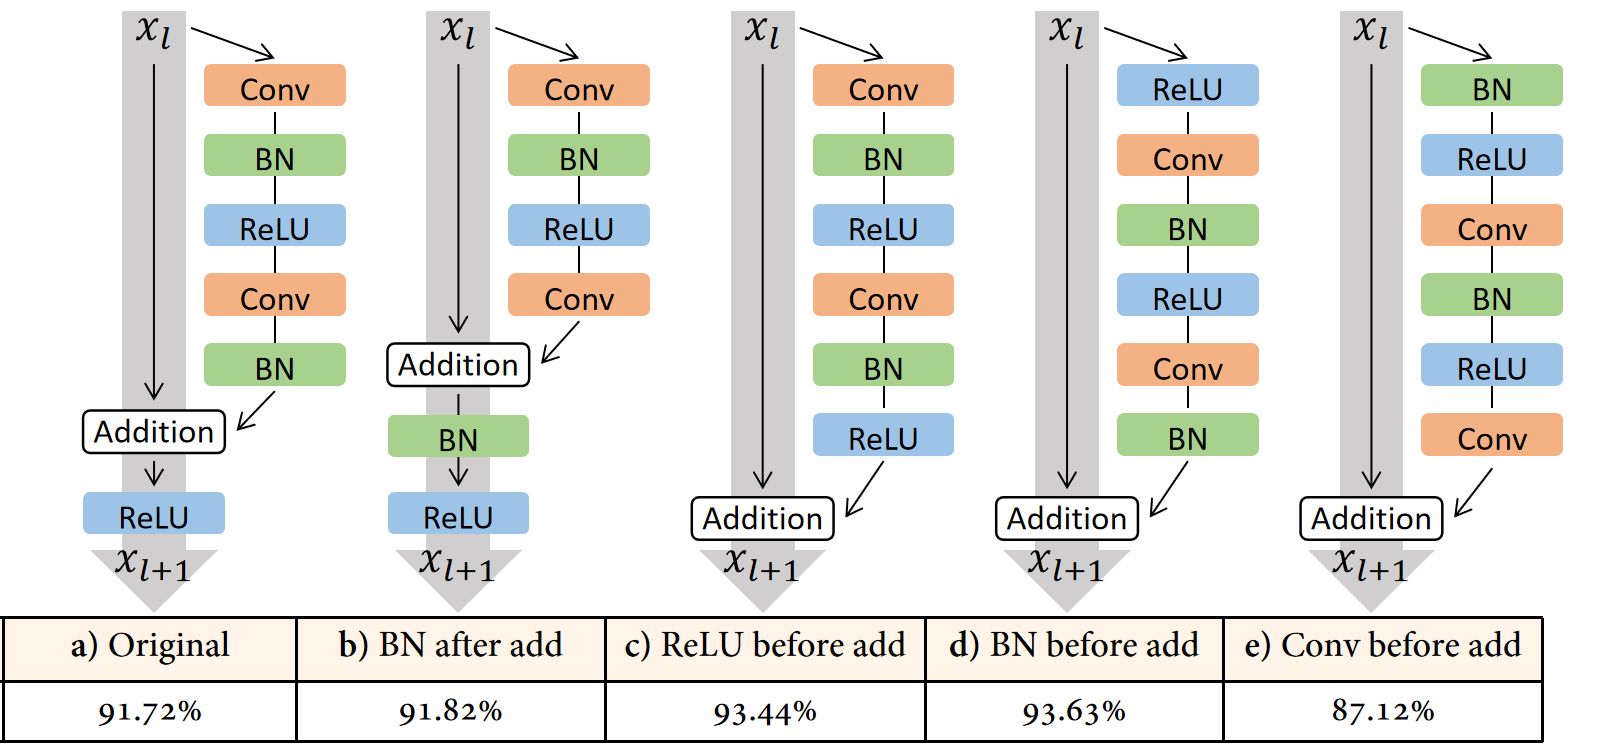 x_l
Conv
BN
ReLU
Conv
BN
Addition
ReLU
x_{l+1}
x_l
Conv
BN
ReLU
Conv
Addition
BN
ReLU
x_{l+1}
x_l
Conv
BN
ReLU
Conv
BN
ReLU
Addition
x_{l+1}
x_l
ReLU
Conv
BN
ReLU
Conv
BN
Addition
x_{l+1}
x_l
BN
ReLU
Conv
BN
ReLU
Conv
Addition
x_{l+1}
a) Original
b) BN after add
c) ReLU before add
d) BN before add
e) Conv before add
91.72%
91.82%
93.44%
93.63%
87.12%